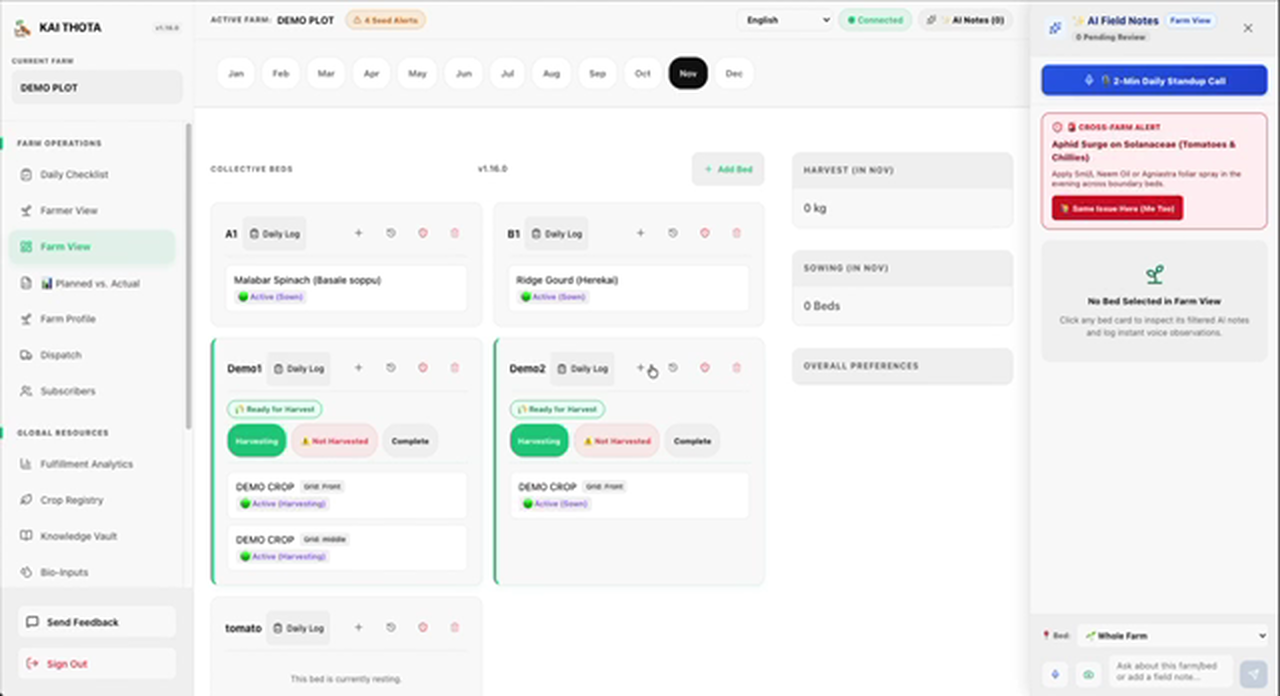 KAI THOTA
v1.16.0
CURRENT FARM
DEMO PLOT
FARM OPERATIONS
Daily Checklist
Farmer View
Farm View
Planned vs. Actual
Farm Profile
Dispatch
Subscribers
GLOBAL RESOURCES
Fulfillment Analytics
Crop Registry
Knowledge Vault
Bio-Inputs
Send Feedback
Sign Out
ACTIVE FARM: DEMO PLOT
4 Seed Alerts
English
Connected
AI Notes (0)
Jan Feb Mar Apr May Jun Jul Aug Sep Oct Nov Dec
COLLECTIVE BEDS
v1.16.0
+ Add Bed
A1 Daily Log
Malabar Spinach (Basale soppu)
Active (Sown)
B1 Daily Log
Ridge Gourd (Herekai)
Active (Sown)
Demo1 Daily Log
Ready for Harvest
Harvesting Not Harvested Complete
DEMO CROP Grid: Front
Active (Harvesting)
DEMO CROP Grid: middle
Active (Harvesting)
Demo2 Daily Log
Ready for Harvest
Harvesting Not Harvested Complete
DEMO CROP Grid: Front
Active (Sown)
tomato Daily Log
This bed is currently resting.
HARVEST (IN NOV)
0 kg
SOWING (IN NOV)
0 Beds
OVERALL PREFERENCES
AI Field Notes Farm View
0 Pending Review
2-Min Daily Standup Call
CROSS-FARM ALERT
Aphid Surge on Solanaceae (Tomatoes &
Chillies)
Apply 5ml/L Neem Oil or Agniastra foliar spray in the
evening across boundary beds.
Same Issue Here (Me Too)
No Bed Selected in Farm View
Click any bed card to inspect its filtered AI notes
and log instant voice observations.
Bed: Whole Farm
Ask about this farm/bed
or add a field note...